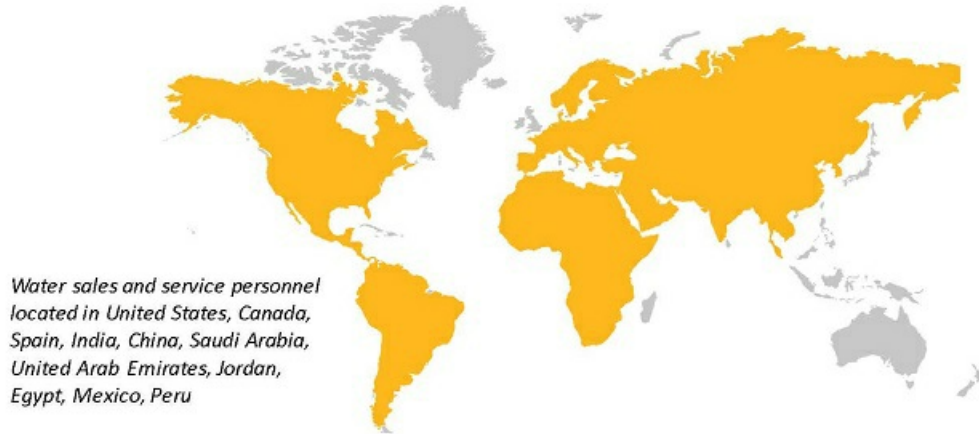 Water sales and service personnel
located in United States, Canada,
Spain, India, China, Saudi Arabia,
United Arab Emirates, Jordan,
Egypt, Mexico, Peru